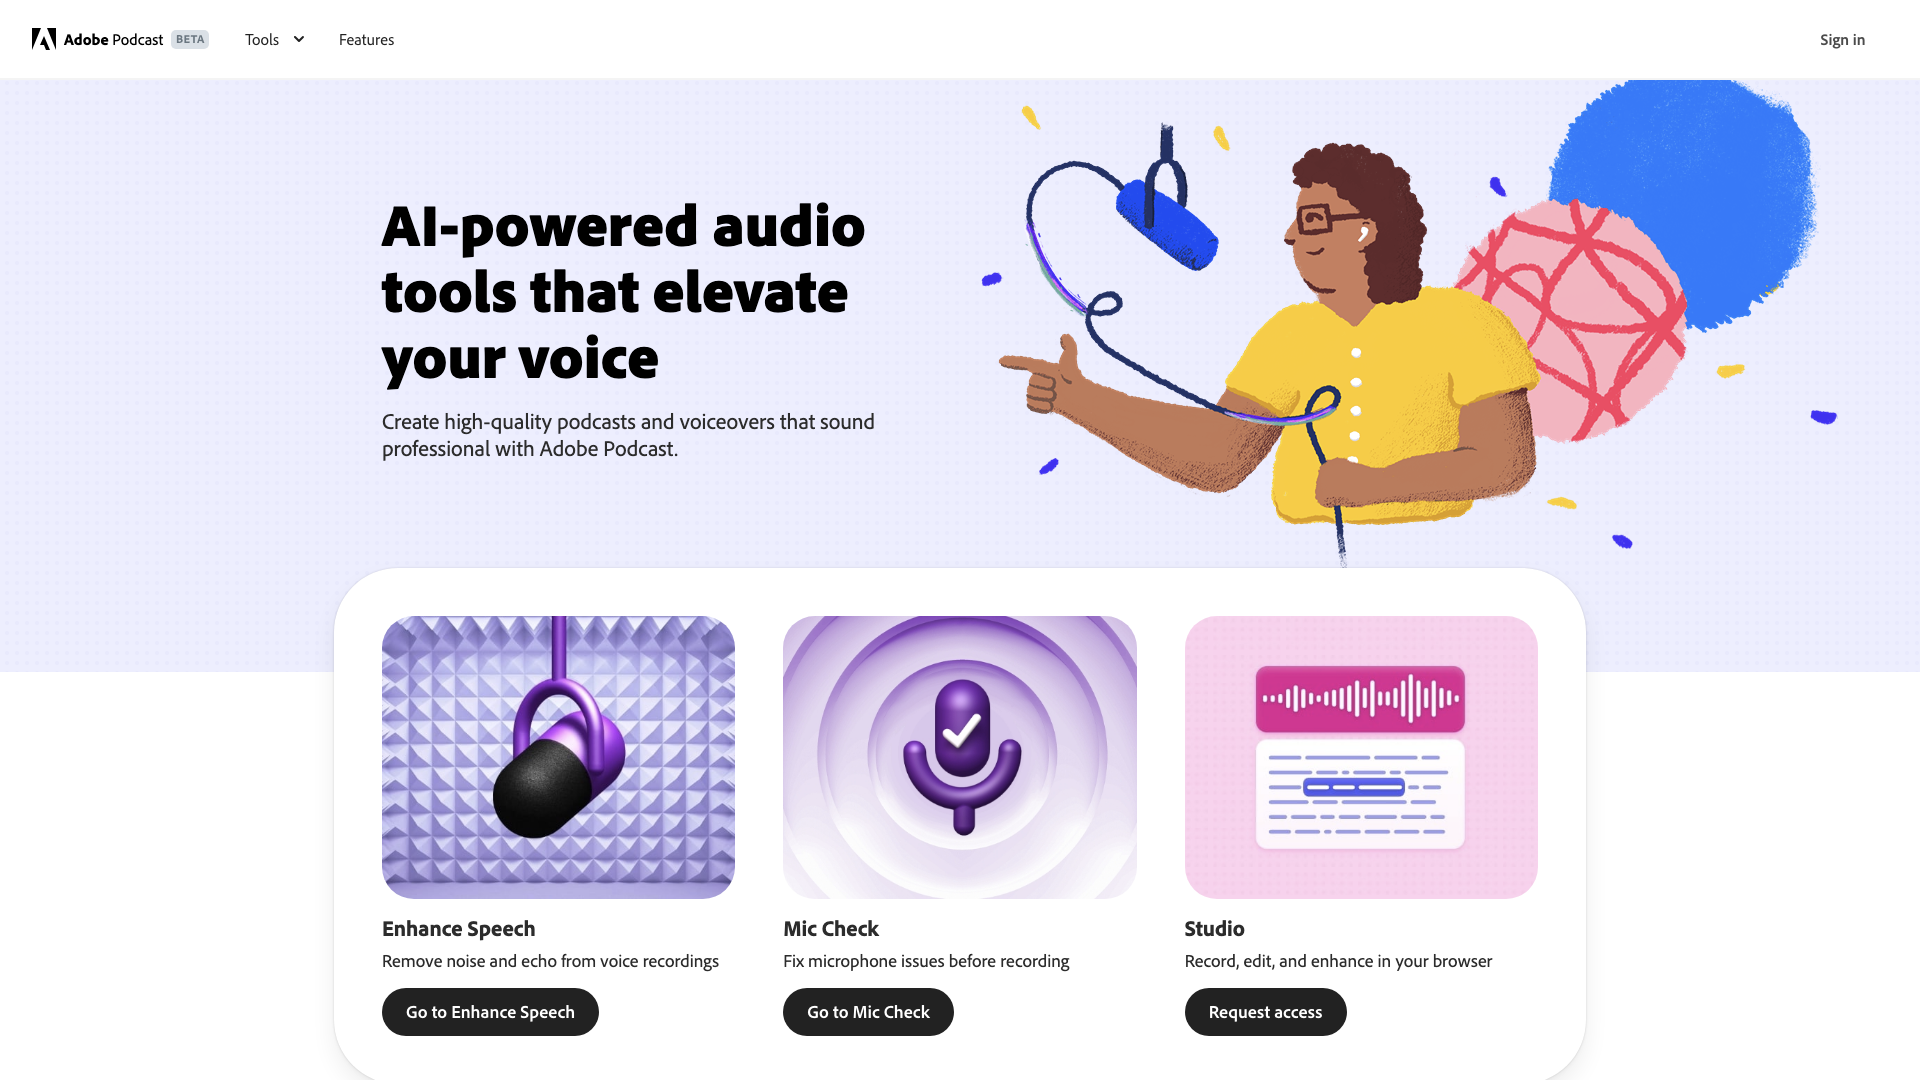 Adobe Podcast BETA
Tools
Features
Sign in
AI-powered audio
tools that elevate
your voice
Create high-quality podcasts and voiceovers that sound
professional with Adobe Podcast.
Enhance Speech
Remove noise and echo from voice recordings
Go to Enhance Speech
Mic Check
Fix microphone issues before recording
Go to Mic Check
Studio
Record, edit, and enhance in your browser
Request access